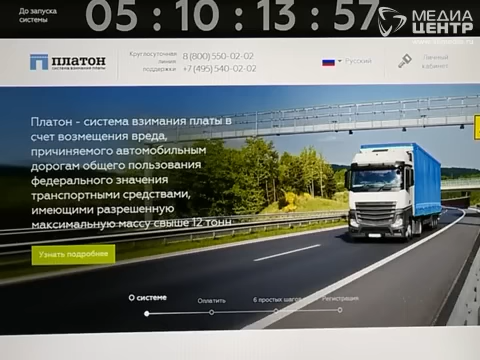 До запуска
системы
05:10:13:57
МЕДИА
ЦЕНТР
ПЛАТОН
СИСТЕМА ВЗИМАНИЯ ПЛАТЫ
Круглосуточная
линия
поддержки
8 (800) 550-02-02
+7 (495) 540-02-02
Русский
Личный
кабинет
Платон - система взимания платы в
счет возмещения вреда,
причиняемого автомобильным
дорогам общего пользования
федерального значения
транспортными средствами,
имеющими разрешенную
максимальную массу свыше 12 тонн
Узнать подробнее
О системе
Оплатить
6 простых шагов
Регистрация